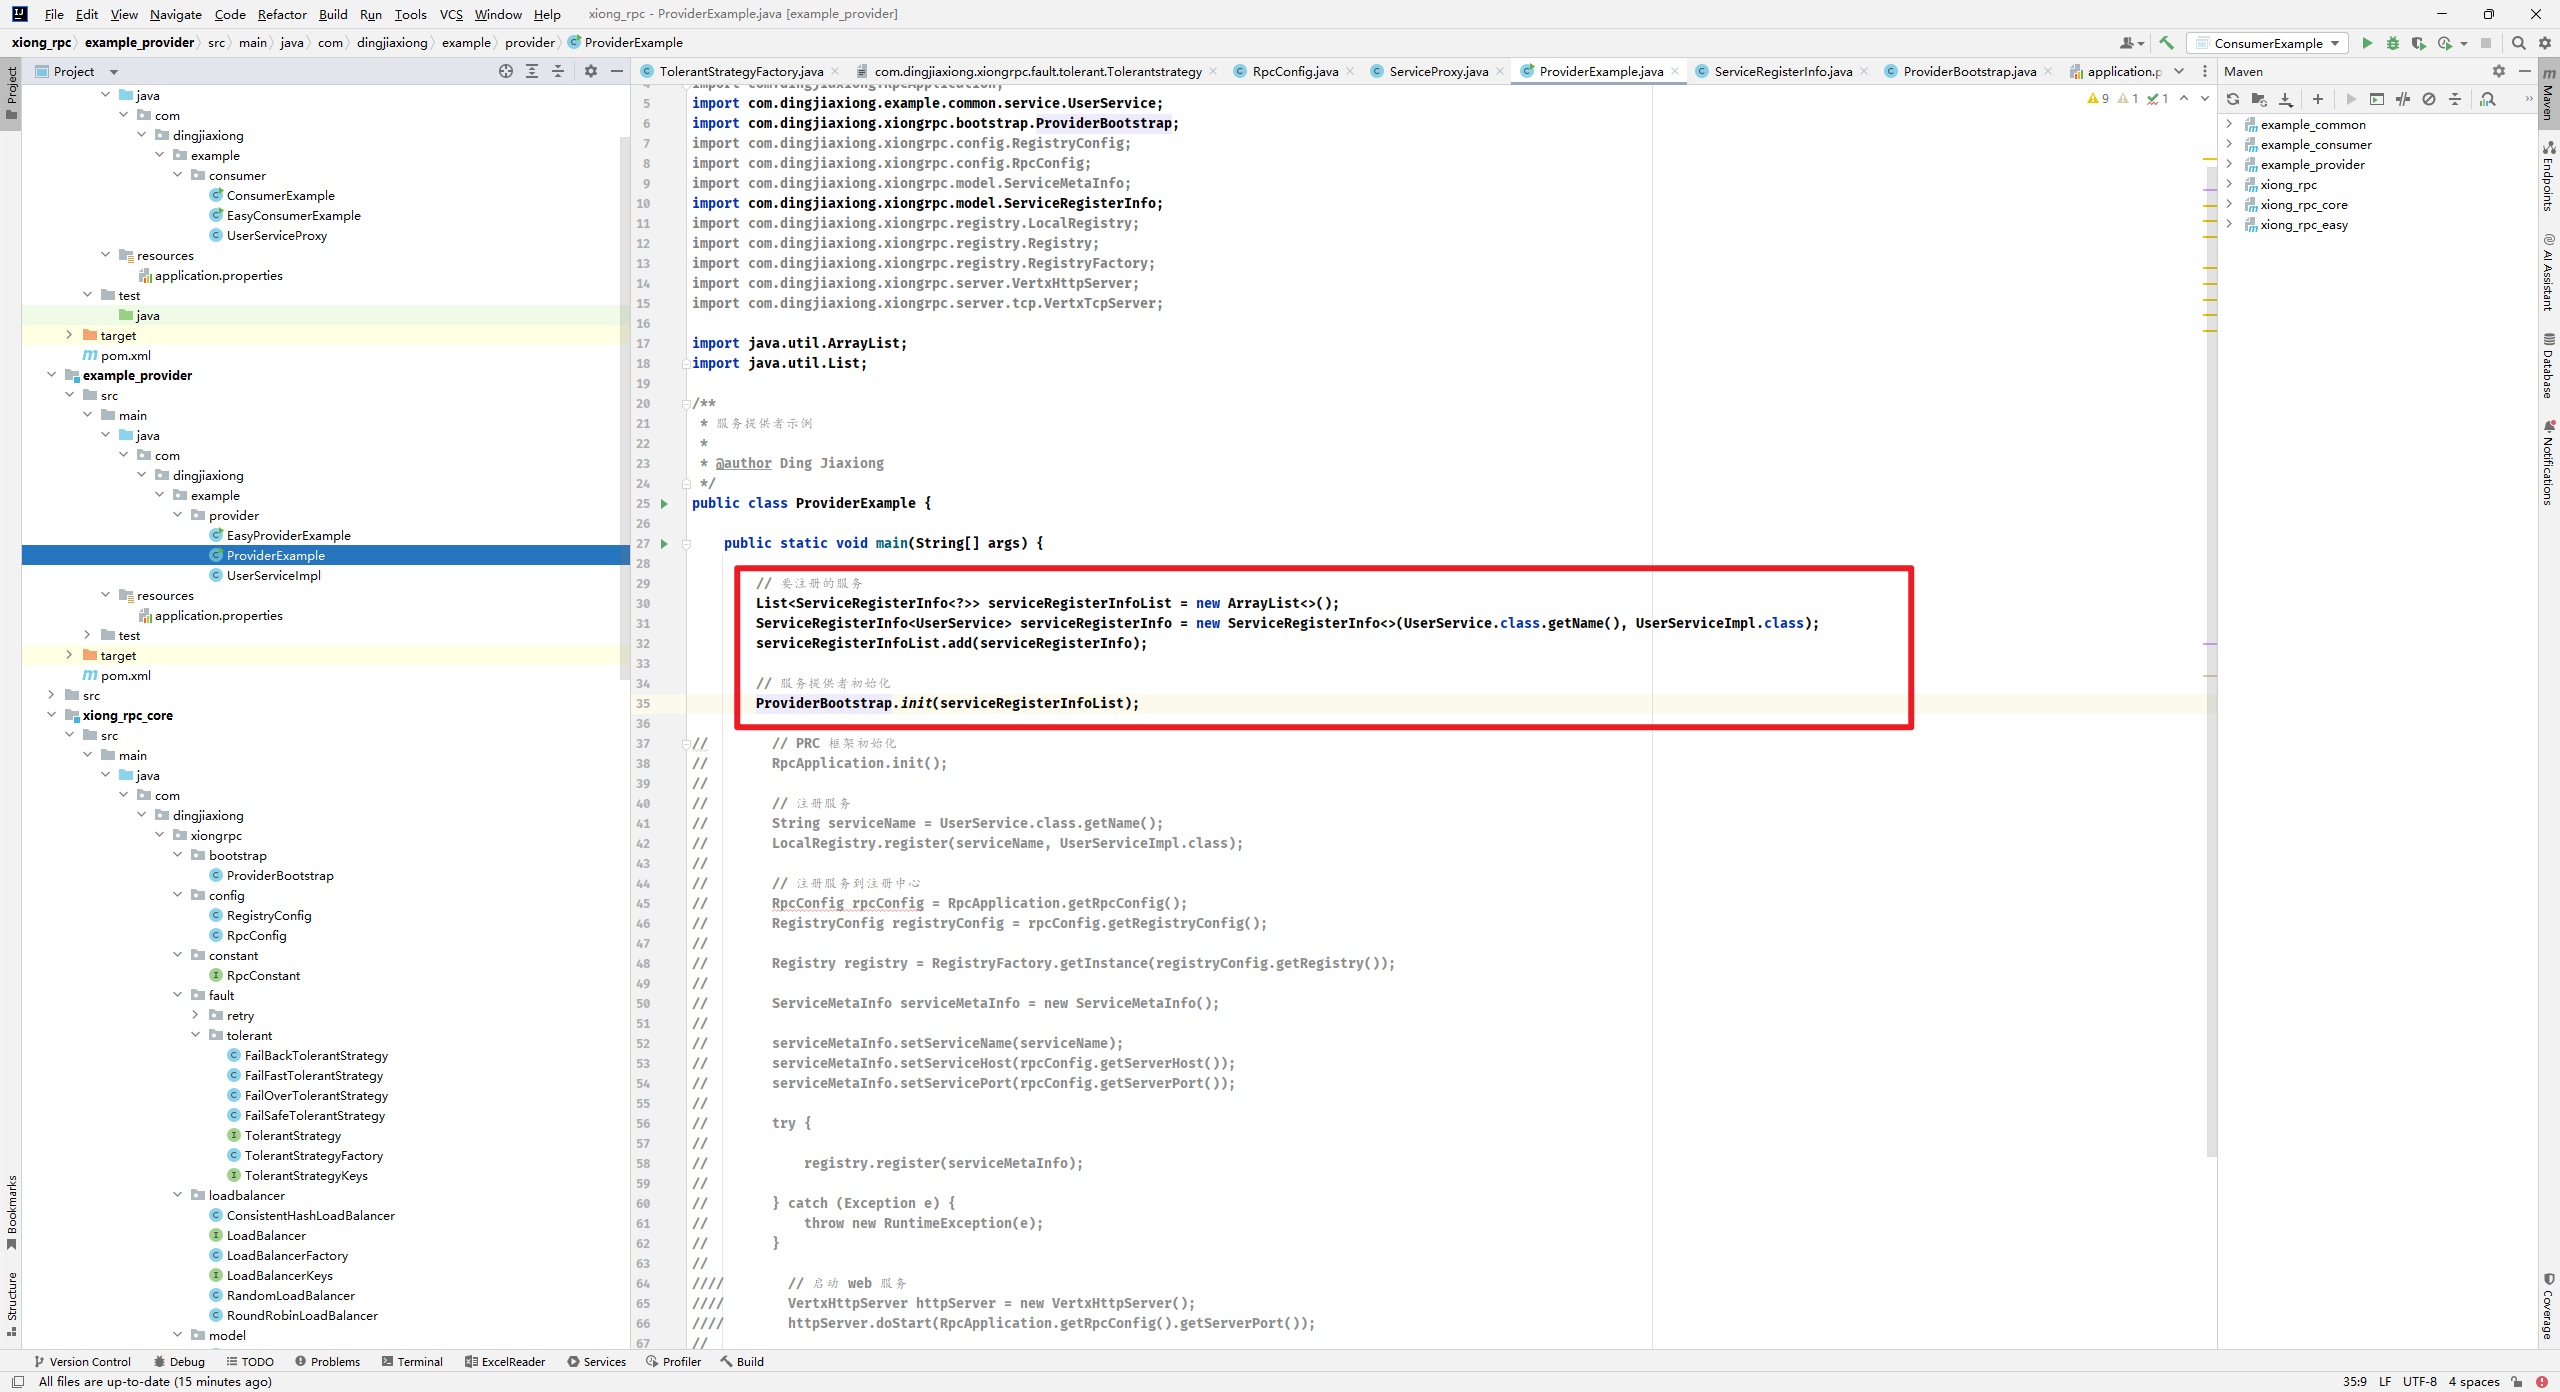 File Edit View Navigate Code Refactor Build Run Tools VCS Window Help xiong_rpc - ProviderExample.java [example_provider]
xiong_rpc example_provider src main java com dingjiaxiong example provider ProviderExample
ConsumerExample
Project
TolerantStrategyFactory.java com.dingjiaxiong.xiongrpc.fault.tolerant.Tolerantstrategy RpcConfig.java ServiceProxy.java ProviderExample.java ServiceRegisterInfo.java ProviderBootstrap.java application.p
Maven
Project
Bookmarks
Structure
java
com
dingjiaxiong
example
consumer
ConsumerExample
EasyConsumerExample
UserServiceProxy
resources
application.properties
test
java
target
pom.xml
example_provider
src
main
java
com
dingjiaxiong
example
provider
EasyProviderExample
ProviderExample
UserServiceImpl
resources
application.properties
test
target
pom.xml
src
xiong_rpc_core
src
main
java
com
dingjiaxiong
xiongrpc
bootstrap
ProviderBootstrap
config
RegistryConfig
RpcConfig
constant
RpcConstant
fault
retry
tolerant
FailBackTolerantStrategy
FailFastTolerantStrategy
FailOverTolerantStrategy
FailSafeTolerantStrategy
TolerantStrategy
TolerantStrategyFactory
TolerantStrategyKeys
loadbalancer
ConsistentHashLoadBalancer
LoadBalancer
LoadBalancerFactory
LoadBalancerKeys
RandomLoadBalancer
RoundRobinLoadBalancer
model
9 1 1
4 import com.dingjiaxiong.RpcApplication;
5 import com.dingjiaxiong.example.common.service.UserService;
6 import com.dingjiaxiong.xiongrpc.bootstrap.ProviderBootstrap;
7 import com.dingjiaxiong.xiongrpc.config.RegistryConfig;
8 import com.dingjiaxiong.xiongrpc.config.RpcConfig;
9 import com.dingjiaxiong.xiongrpc.model.ServiceMetaInfo;
10 import com.dingjiaxiong.xiongrpc.model.ServiceRegisterInfo;
11 import com.dingjiaxiong.xiongrpc.registry.LocalRegistry;
12 import com.dingjiaxiong.xiongrpc.registry.Registry;
13 import com.dingjiaxiong.xiongrpc.registry.RegistryFactory;
14 import com.dingjiaxiong.xiongrpc.server.VertxHttpServer;
15 import com.dingjiaxiong.xiongrpc.server.tcp.VertxTcpServer;
16
17 import java.util.ArrayList;
18 import java.util.List;
19
20 /**
21 * 服务提供者示例
22 *
23 * @author Ding Jiaxiong
24 */
25 public class ProviderExample {
26
27 public static void main(String[] args) {
28
29 // 要注册的服务
30 List<ServiceRegisterInfo<?>> serviceRegisterInfoList = new ArrayList<>();
31 ServiceRegisterInfo<UserService> serviceRegisterInfo = new ServiceRegisterInfo<>(UserService.class.getName(), UserServiceImpl.class);
32 serviceRegisterInfoList.add(serviceRegisterInfo);
33
34 // 服务提供者初始化
35 ProviderBootstrap.init(serviceRegisterInfoList);
36
37 // // PRC 框架初始化
38 // RpcApplication.init();
39 //
40 // // 注册服务
41 // String serviceName = UserService.class.getName();
42 // LocalRegistry.register(serviceName, UserServiceImpl.class);
43 //
44 // // 注册服务到注册中心
45 // RpcConfig rpcConfig = RpcApplication.getRpcConfig();
46 // RegistryConfig registryConfig = rpcConfig.getRegistryConfig();
47 //
48 // Registry registry = RegistryFactory.getInstance(registryConfig.getRegistry());
49 //
50 // ServiceMetaInfo serviceMetaInfo = new ServiceMetaInfo();
51 //
52 // serviceMetaInfo.setServiceName(serviceName);
53 // serviceMetaInfo.setServiceHost(rpcConfig.getServerHost());
54 // serviceMetaInfo.setServicePort(rpcConfig.getServerPort());
55 //
56 // try {
57 //
58 // registry.register(serviceMetaInfo);
59 //
60 // } catch (Exception e) {
61 // throw new RuntimeException(e);
62 // }
63 //
64 //// // 启动 web 服务
65 //// VertxHttpServer httpServer = new VertxHttpServer();
66 //// httpServer.doStart(RpcApplication.getRpcConfig().getServerPort());
67 //
example_common
example_consumer
example_provider
xiong_rpc
xiong_rpc_core
xiong_rpc_easy
Maven
Endpoints
AI Assistant
Database
Notifications
Coverage
Version Control Debug TODO Problems Terminal ExcelReader Services Profiler Build
All files are up-to-date (15 minutes ago) 35:9 LF UTF-8 4 spaces